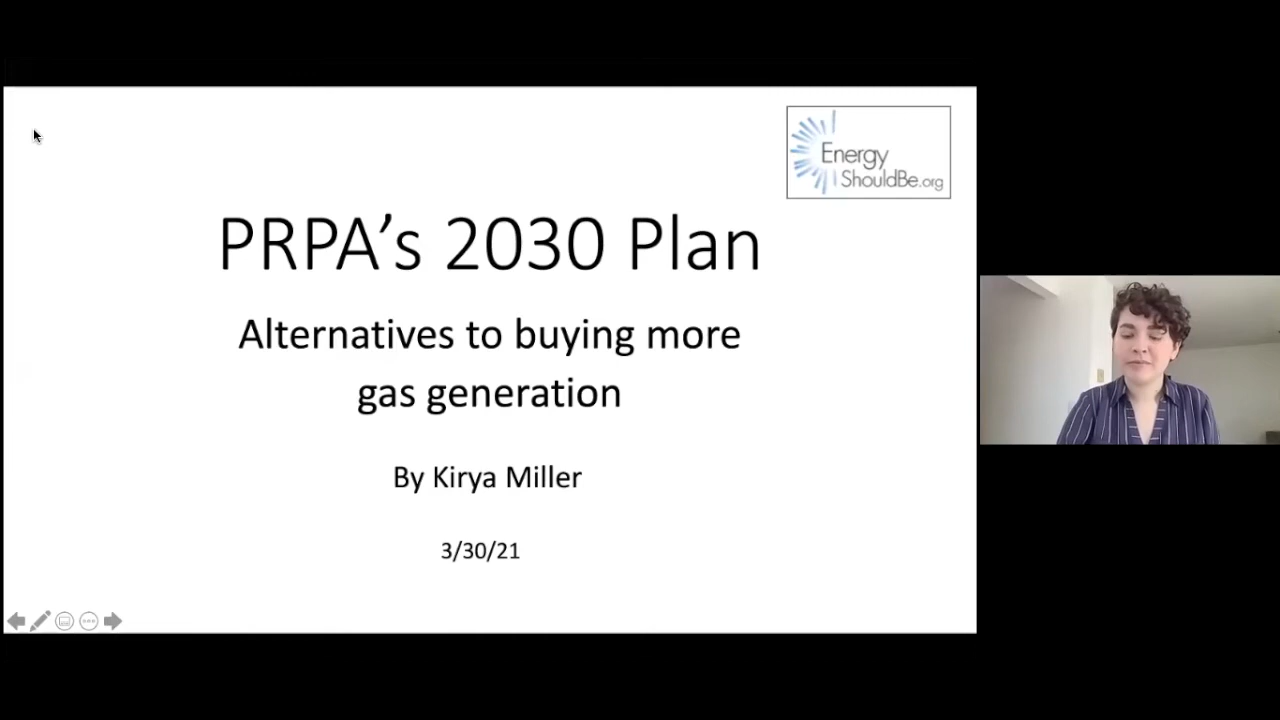 Energy
ShouldBe.org
PRPA’s 2030 Plan
Alternatives to buying more
gas generation
By Kirya Miller
3/30/21